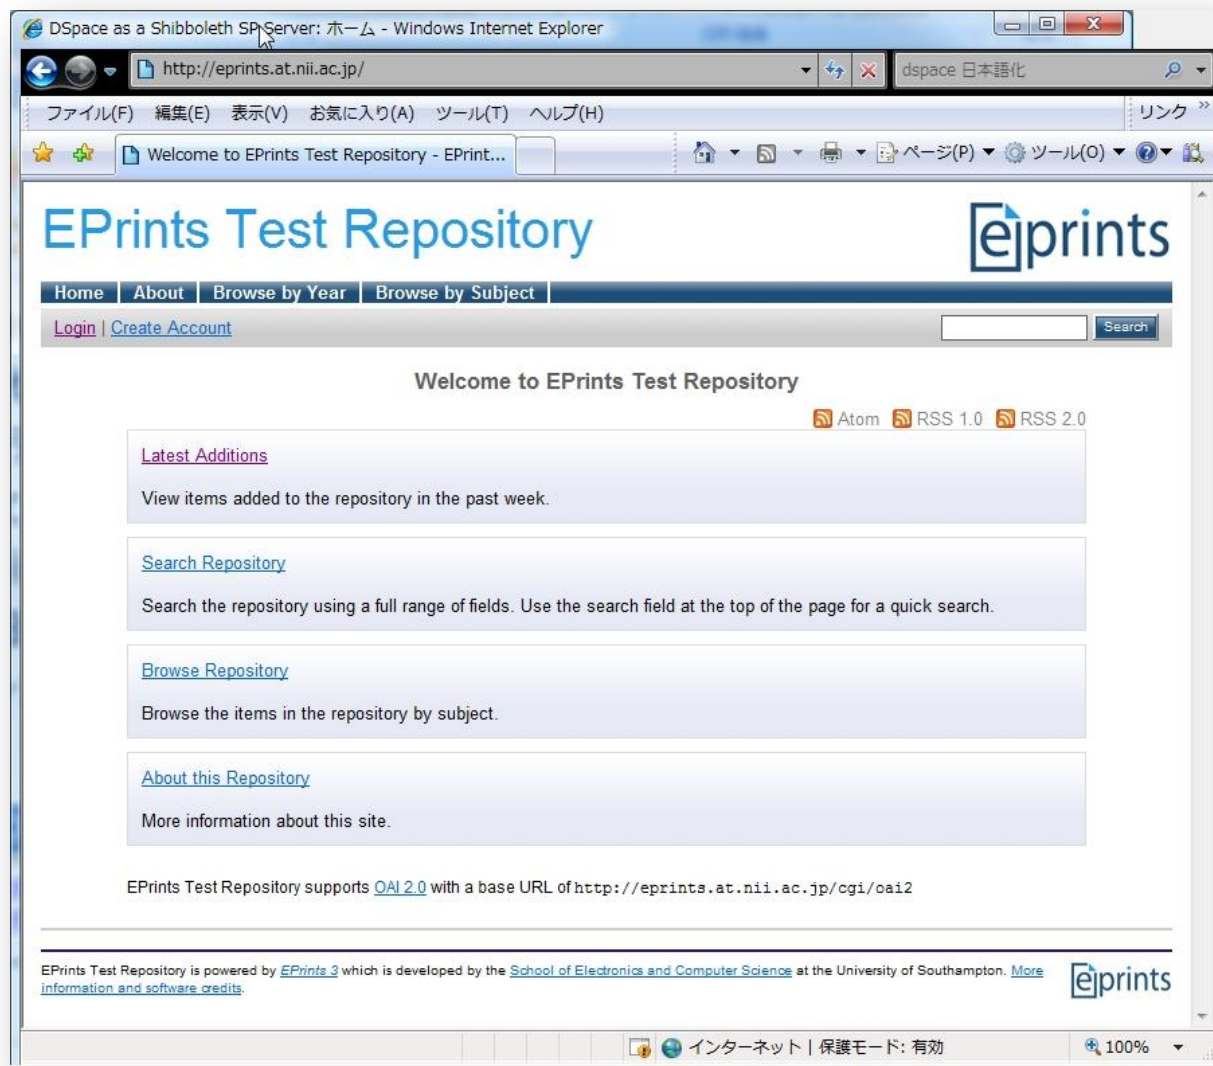 DSpace as a Shibboleth SP Server: ホーム - Windows Internet Explorer
http://eprints.at.nii.ac.jp/
dspace 日本語化
ファイル(F) 編集(E) 表示(V) お気に入り(A) ツール(T) ヘルプ(H)
リンク »
Welcome to EPrints Test Repository - EPrint...
ページ(P) ツール(O)
EPrints Test Repository
eprints
Home About Browse by Year Browse by Subject
Login | Create Account
Search
Welcome to EPrints Test Repository
Atom RSS 1.0 RSS 2.0
Latest Additions
View items added to the repository in the past week.
Search Repository
Search the repository using a full range of fields. Use the search field at the top of the page for a quick search.
Browse Repository
Browse the items in the repository by subject.
About this Repository
More information about this site.
EPrints Test Repository supports OAI 2.0 with a base URL of http://eprints.at.nii.ac.jp/cgi/oai2
EPrints Test Repository is powered by EPrints 3 which is developed by the School of Electronics and Computer Science at the University of Southampton. More
information and software credits.
eprints
インターネット | 保護モード: 有効
100%